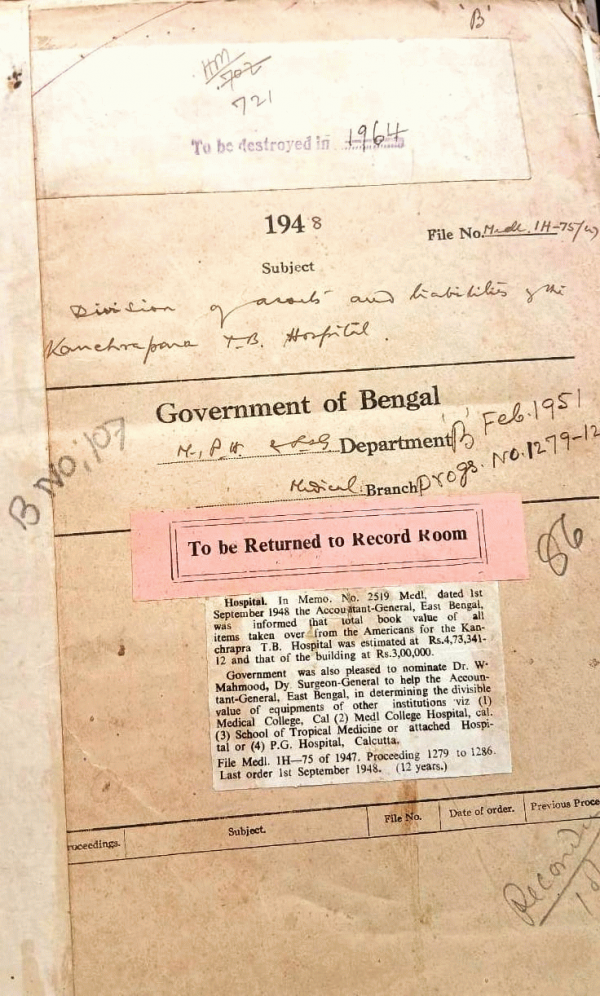 'B'
HM
702
721
To be destroyed in 1964
1948
File No. Medl. 1H-75/
Subject
Division of assets and liabilities of the
Kanchrapara T.B. Hospital.
Government of Bengal
M., P.H. & Department
'B' Feb. 1951
Medical Branch
Progs. No. 1279-12
B No; 107
To be Returned to Record Room
86
Hospital. In Memo. No. 2519 Medl, dated 1st
September 1948 the Accountant-General, East Bengal,
was informed that total book value of all
items taken over from the Americans for the Kan-
chrapra T.B. Hospital was estimated at Rs.4,73,341-
12 and that of the building at Rs.3,00,000.
Government was also pleased to nominate Dr. W-
Mahmood, Dy. Surgeon-General to help the Accoun-
tant-General, East Bengal, in determining the divisible
value of equipments of other institutions viz (1)
Medical College, Cal (2) Medl College Hospital, cal.
(3) School of Tropical Medicine or attached Hospi-
tal or (4) P.G. Hospital, Calcutta.
File Medl. 1H—75 of 1947. Proceeding 1279 to 1286.
Last order 1st September 1948. (12 years.)
roceedings. Subject. File No. Date of order. Previous Proce